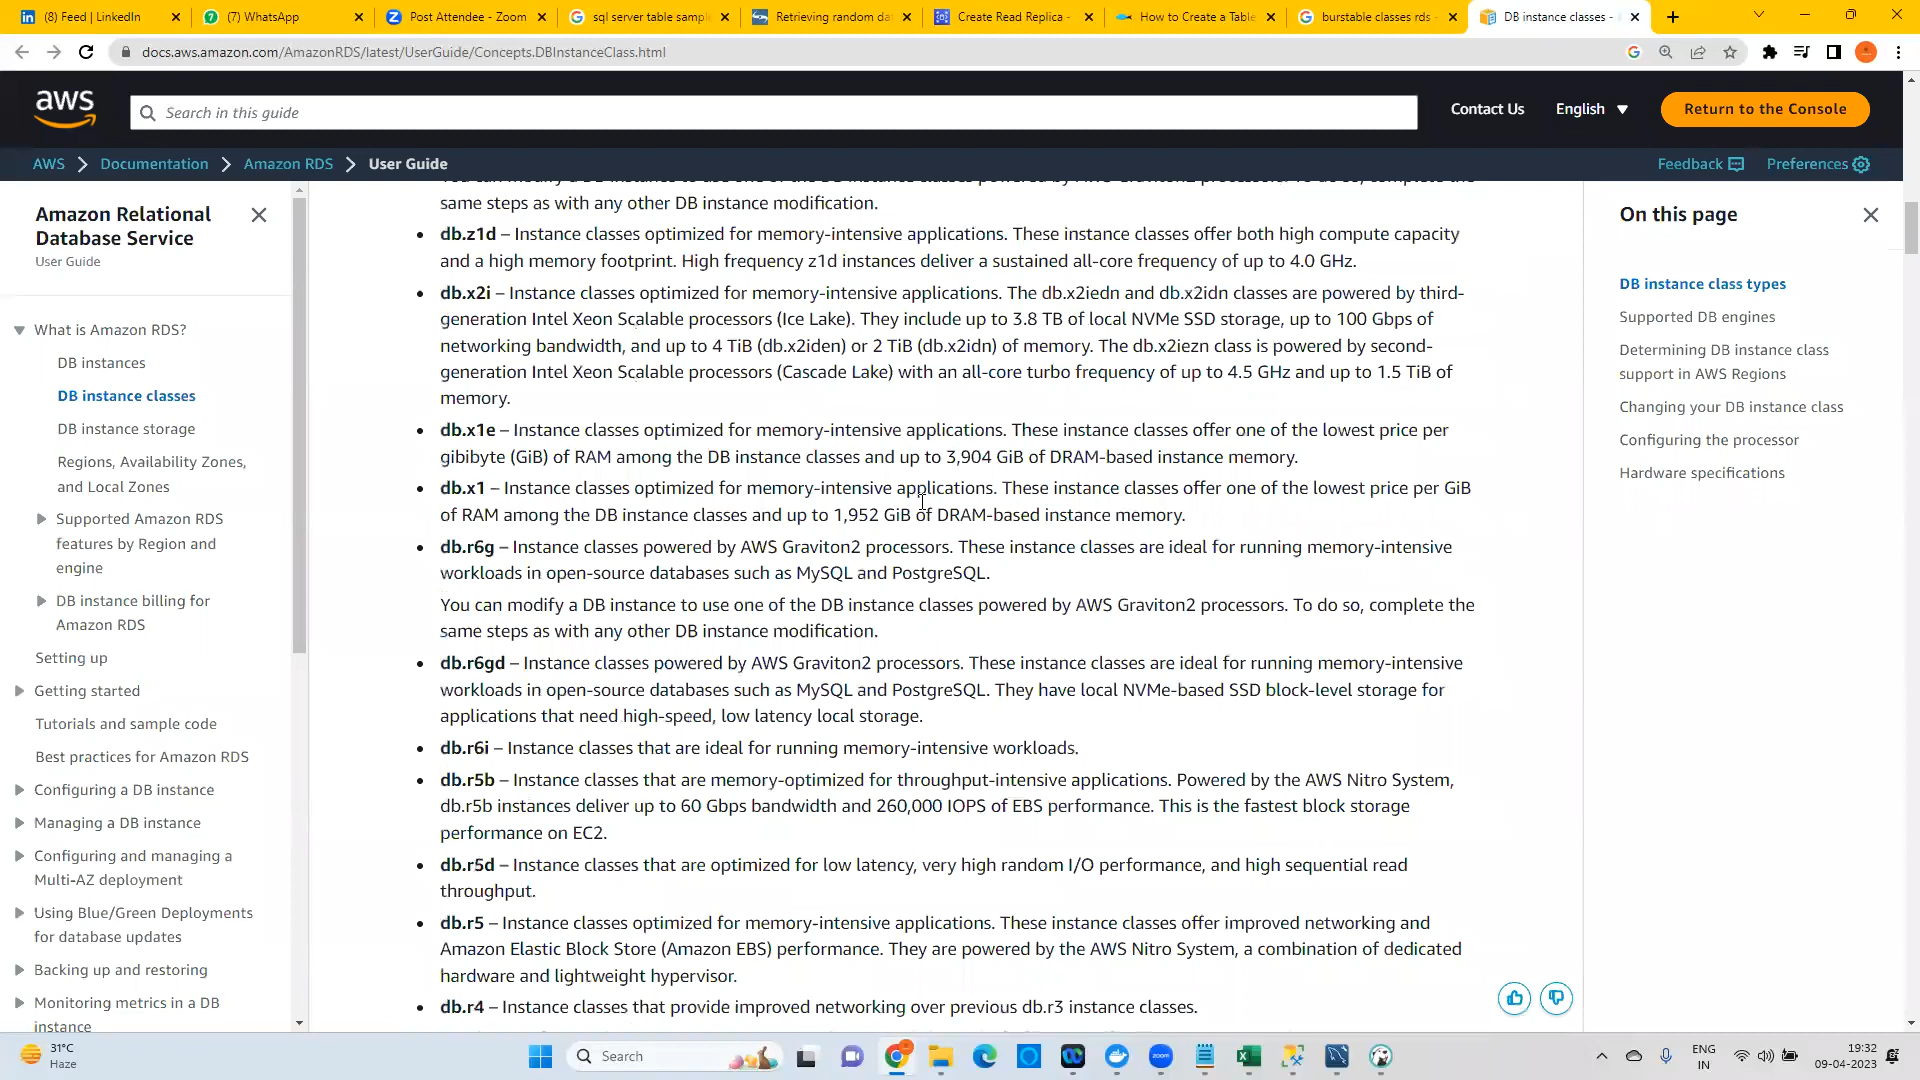 (8) Feed | LinkedIn
(7) WhatsApp
Post Attendee - Zoom
sql server table sampl
Retrieving random da
Create Read Replica -
How to Create a Table
burstable classes rds -
DB instance classes -
docs.aws.amazon.com/AmazonRDS/latest/UserGuide/Concepts.DBInstanceClass.html
aws
Search in this guide
Contact Us
English
Return to the Console
AWS > Documentation > Amazon RDS > User Guide
Feedback
Preferences
Amazon Relational
Database Service
User Guide
What is Amazon RDS?
DB instances
DB instance classes
DB instance storage
Regions, Availability Zones,
and Local Zones
Supported Amazon RDS
features by Region and
engine
DB instance billing for
Amazon RDS
Setting up
Getting started
Tutorials and sample code
Best practices for Amazon RDS
Configuring a DB instance
Managing a DB instance
Configuring and managing a
Multi-AZ deployment
Using Blue/Green Deployments
for database updates
Backing up and restoring
Monitoring metrics in a DB
instance
You can modify a DB instance to use one of the DB instance classes powered by AWS Graviton2 processors. To do so, complete the
same steps as with any other DB instance modification.
• db.z1d – Instance classes optimized for memory-intensive applications. These instance classes offer both high compute capacity
and a high memory footprint. High frequency z1d instances deliver a sustained all-core frequency of up to 4.0 GHz.
• db.x2i – Instance classes optimized for memory-intensive applications. The db.x2iedn and db.x2idn classes are powered by third-
generation Intel Xeon Scalable processors (Ice Lake). They include up to 3.8 TB of local NVMe SSD storage, up to 100 Gbps of
networking bandwidth, and up to 4 TiB (db.x2iden) or 2 TiB (db.x2idn) of memory. The db.x2iezn class is powered by second-
generation Intel Xeon Scalable processors (Cascade Lake) with an all-core turbo frequency of up to 4.5 GHz and up to 1.5 TiB of
memory.
• db.x1e – Instance classes optimized for memory-intensive applications. These instance classes offer one of the lowest price per
gibibyte (GiB) of RAM among the DB instance classes and up to 3,904 GiB of DRAM-based instance memory.
• db.x1 – Instance classes optimized for memory-intensive applications. These instance classes offer one of the lowest price per GiB
of RAM among the DB instance classes and up to 1,952 GiB of DRAM-based instance memory.
• db.r6g – Instance classes powered by AWS Graviton2 processors. These instance classes are ideal for running memory-intensive
workloads in open-source databases such as MySQL and PostgreSQL.
You can modify a DB instance to use one of the DB instance classes powered by AWS Graviton2 processors. To do so, complete the
same steps as with any other DB instance modification.
• db.r6gd – Instance classes powered by AWS Graviton2 processors. These instance classes are ideal for running memory-intensive
workloads in open-source databases such as MySQL and PostgreSQL. They have local NVMe-based SSD block-level storage for
applications that need high-speed, low latency local storage.
• db.r6i – Instance classes that are ideal for running memory-intensive workloads.
• db.r5b – Instance classes that are memory-optimized for throughput-intensive applications. Powered by the AWS Nitro System,
db.r5b instances deliver up to 60 Gbps bandwidth and 260,000 IOPS of EBS performance. This is the fastest block storage
performance on EC2.
• db.r5d – Instance classes that are optimized for low latency, very high random I/O performance, and high sequential read
throughput.
• db.r5 – Instance classes optimized for memory-intensive applications. These instance classes offer improved networking and
Amazon Elastic Block Store (Amazon EBS) performance. They are powered by the AWS Nitro System, a combination of dedicated
hardware and lightweight hypervisor.
• db.r4 – Instance classes that provide improved networking over previous db.r3 instance classes.
On this page
DB instance class types
Supported DB engines
Determining DB instance class
support in AWS Regions
Changing your DB instance class
Configuring the processor
Hardware specifications
31°C
Haze
Search
zoom
ENG
IN
19:32
09-04-2023